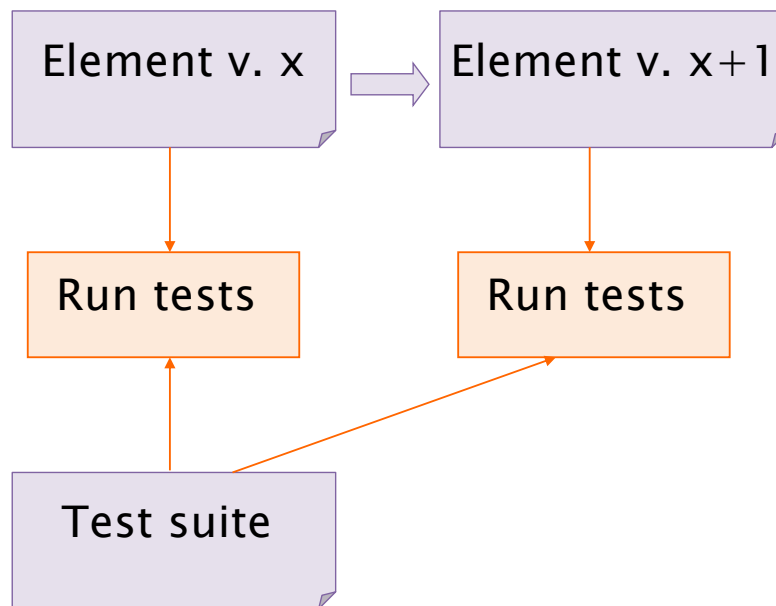 Element v. x
Element v. x+1
Run tests
Run tests
Test suite